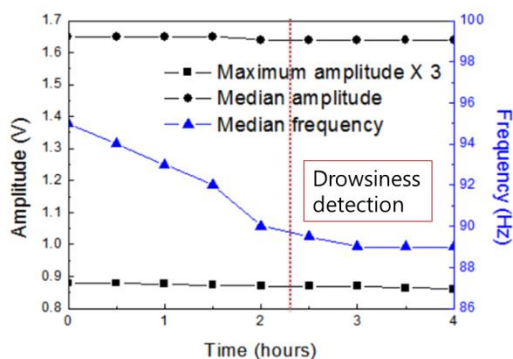 1.7
1.6
1.5
1.4
1.3
1.2
1.1
1.0
0.9
0.8
Amplitude (V)
Maximum amplitude X 3
Median amplitude
Median frequency
Drowsiness
detection
100
98
96
94
92
90
88
86
Frequency (Hz)
0 1 2 3 4
Time (hours)